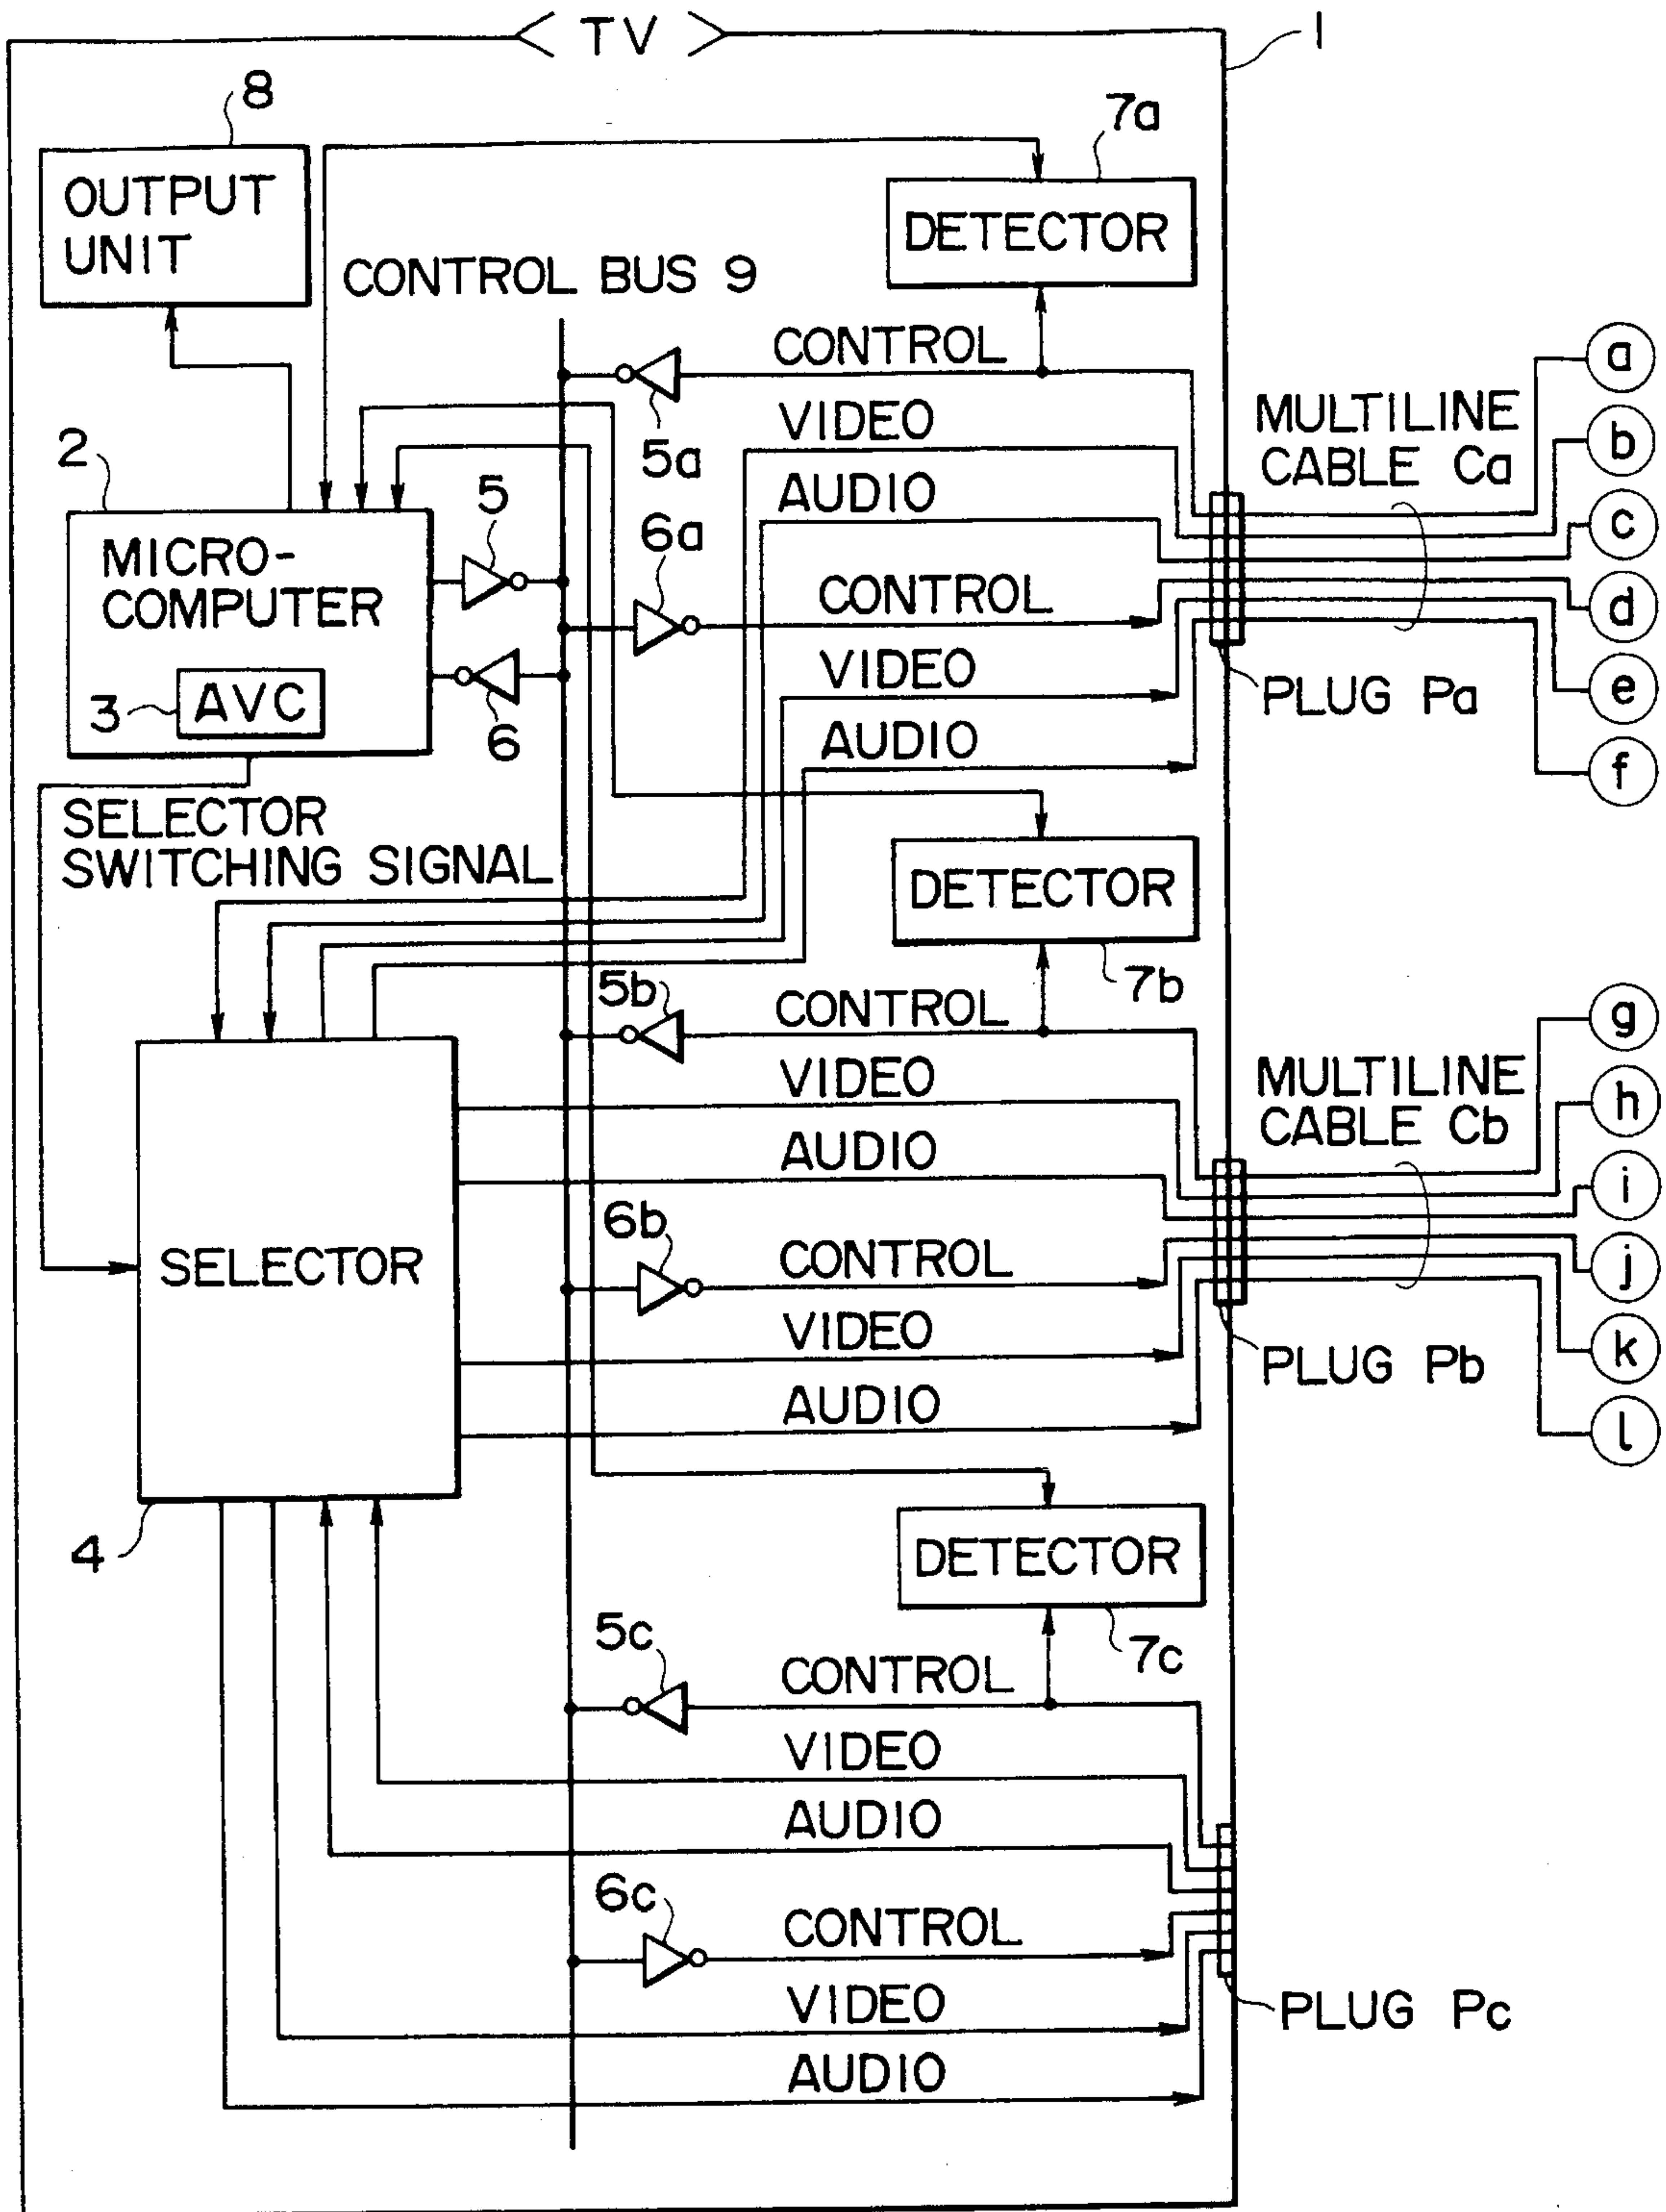 TV
1
8
OUTPUT
UNIT
7a
DETECTOR
CONTROL BUS 9
CONTROL
5a
VIDEO
AUDIO
MULTILINE
CABLE Ca
a
b
c
d
e
f
2
MICRO-
COMPUTER
3
AVC
5
6
6a
CONTROL
VIDEO
AUDIO
PLUG Pa
SELECTOR
SWITCHING SIGNAL
DETECTOR
7b
5b
CONTROL
VIDEO
AUDIO
MULTILINE
CABLE Cb
g
h
i
j
k
l
SELECTOR
4
6b
CONTROL
VIDEO
AUDIO
PLUG Pb
DETECTOR
7c
5c
CONTROL
VIDEO
AUDIO
6c
CONTROL
VIDEO
AUDIO
PLUG Pc